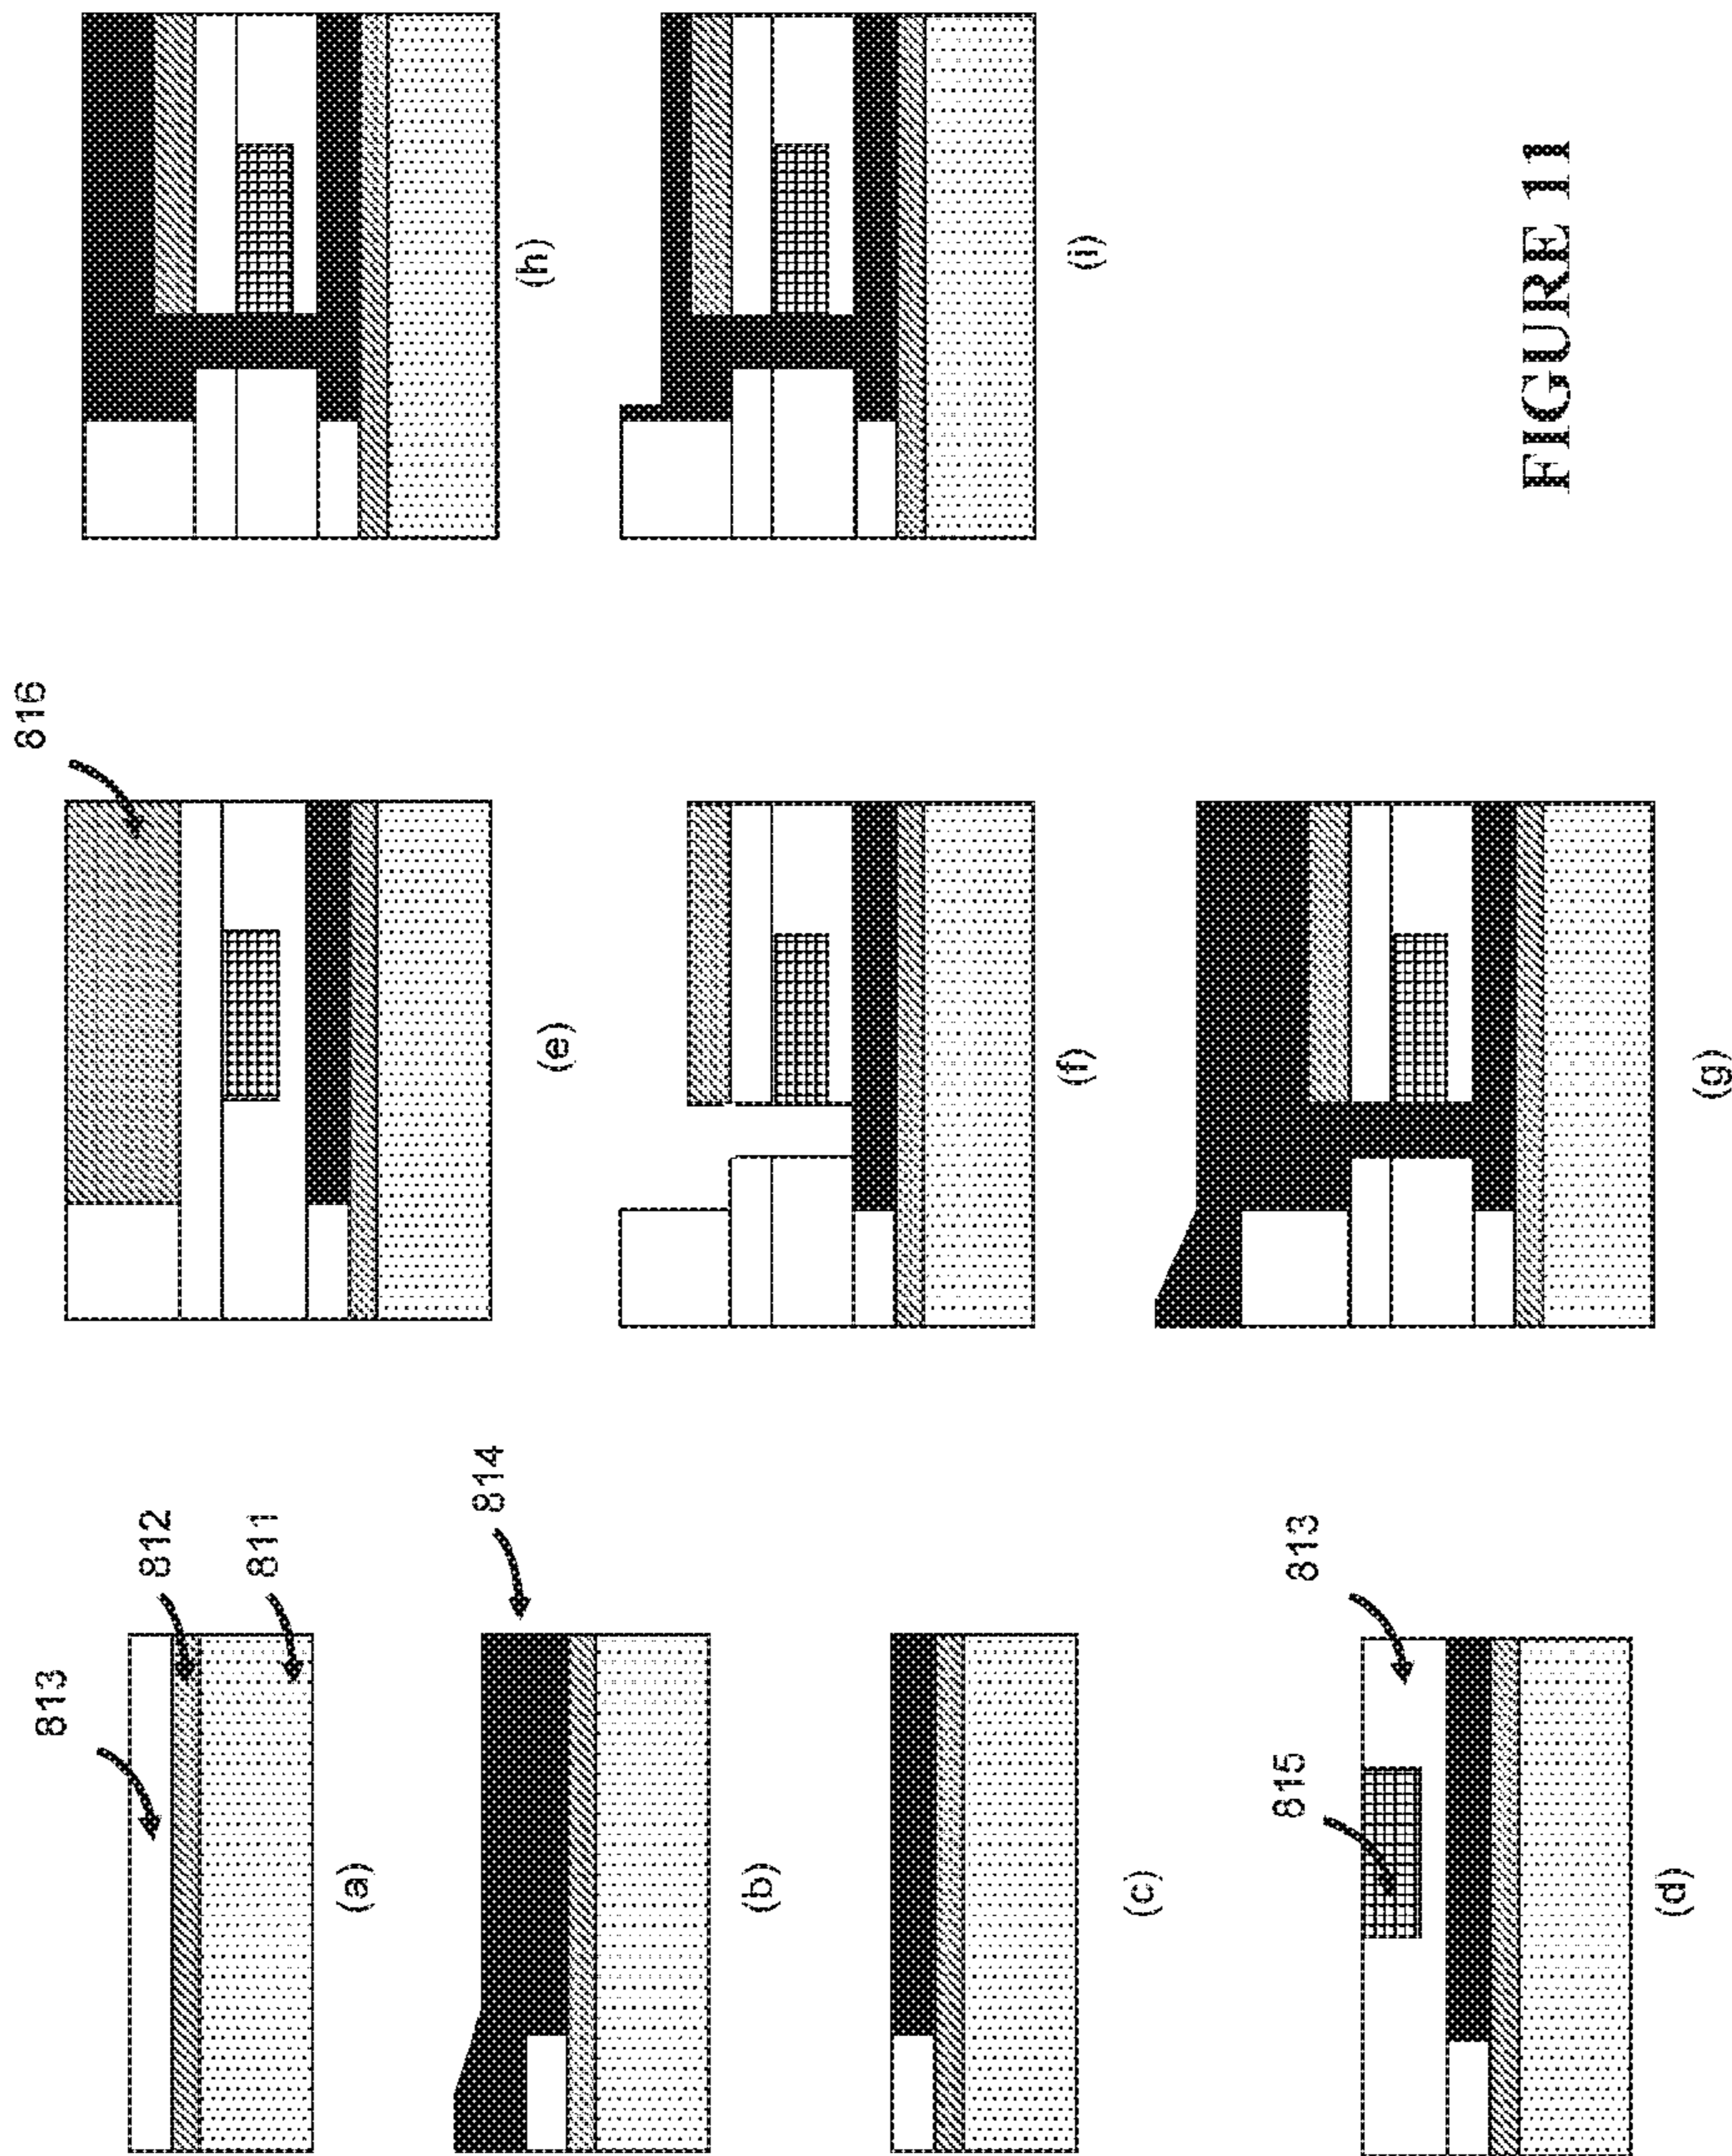 813
812
811
(a)
814
(b)
(c)
815
813
(d)
816
(e)
(f)
(g)
(h)
(i)
FIGURE 11